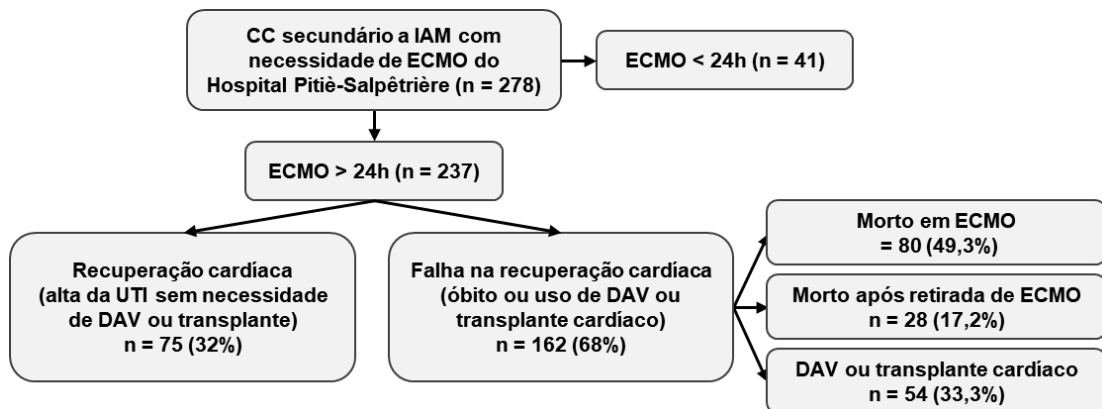 CC secundário a IAM com
necessidade de ECMO do
Hospital Pitiè-Salpêtrière (n = 278)
ECMO < 24h (n = 41)
ECMO > 24h (n = 237)
Recuperação cardíaca
(alta da UTI sem necessidade
de DAV ou transplante)
n = 75 (32%)
Falha na recuperação cardíaca
(óbito ou uso de DAV ou
transplante cardíaco)
n = 162 (68%)
Morto em ECMO
= 80 (49,3%)
Morto após retirada de ECMO
n = 28 (17,2%)
DAV ou transplante cardíaco
n = 54 (33,3%)